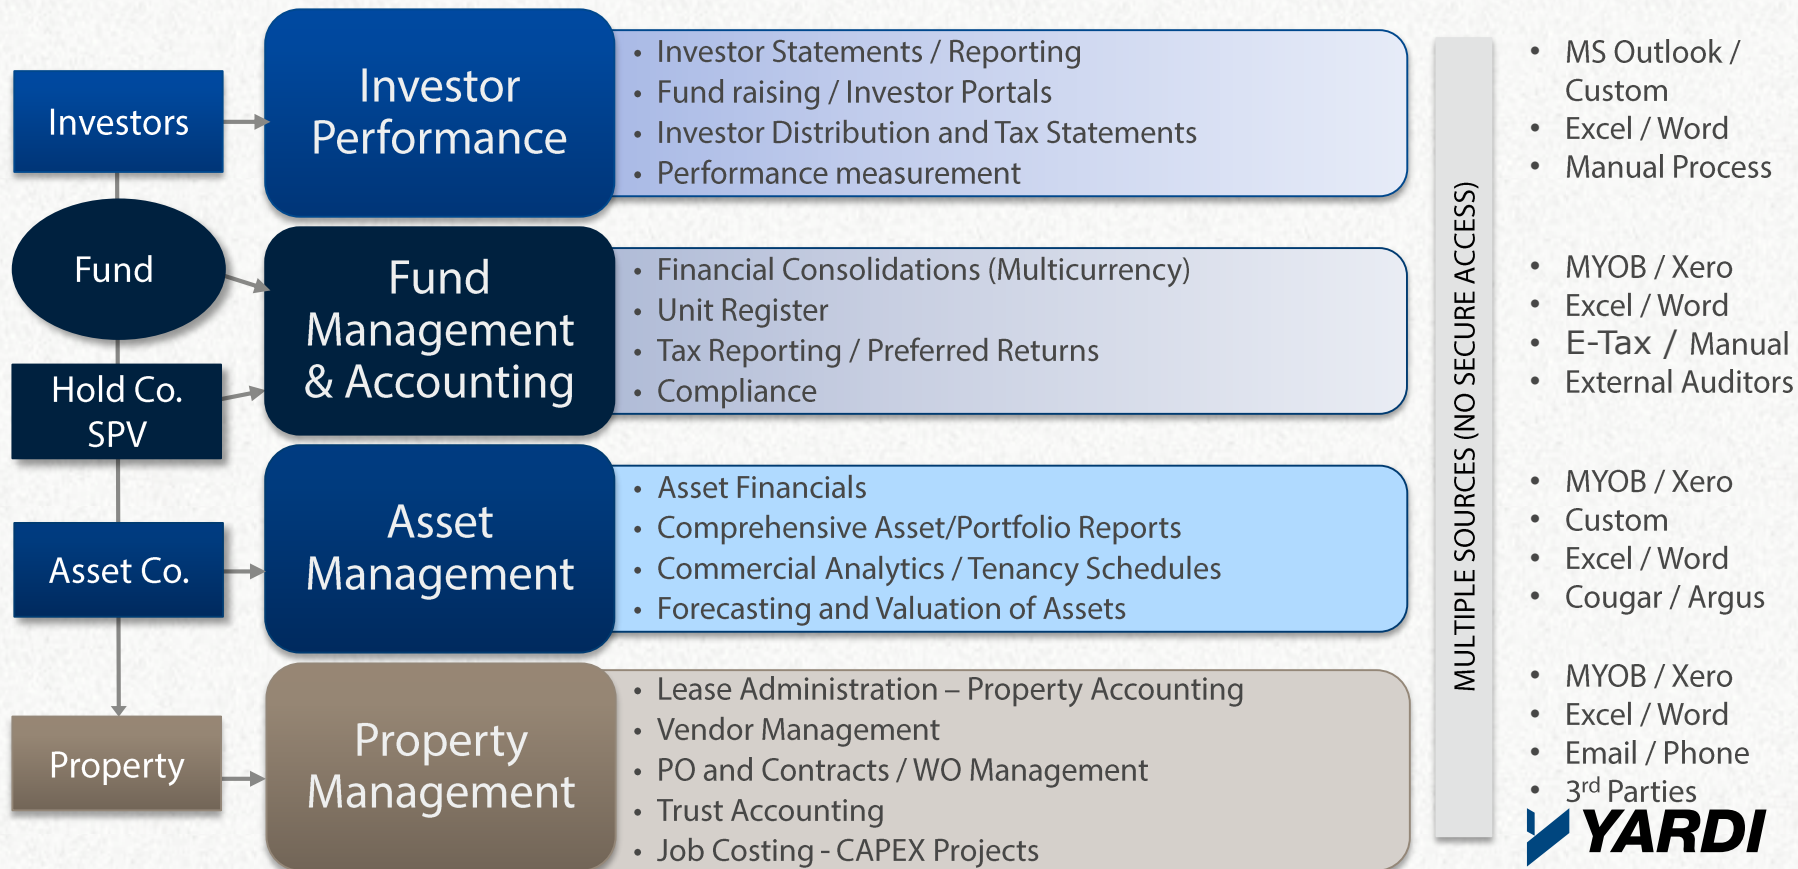 Investors
Fund
Hold Co.
SPV
Asset Co.
Property
Investor
Performance
• Investor Statements / Reporting
• Fund raising / Investor Portals
• Investor Distribution and Tax Statements
• Performance measurement
Fund
Management
& Accounting
• Financial Consolidations (Multicurrency)
• Unit Register
• Tax Reporting / Preferred Returns
• Compliance
Asset
Management
• Asset Financials
• Comprehensive Asset/Portfolio Reports
• Commercial Analytics / Tenancy Schedules
• Forecasting and Valuation of Assets
Property
Management
• Lease Administration – Property Accounting
• Vendor Management
• PO and Contracts / WO Management
• Trust Accounting
• Job Costing - CAPEX Projects
MULTIPLE SOURCES (NO SECURE ACCESS)
• MS Outlook /
Custom
• Excel / Word
• Manual Process
• MYOB / Xero
• Excel / Word
• E-Tax / Manual
• External Auditors
• MYOB / Xero
• Custom
• Excel / Word
• Cougar / Argus
• MYOB / Xero
• Excel / Word
• Email / Phone
• 3rd Parties
YARDI